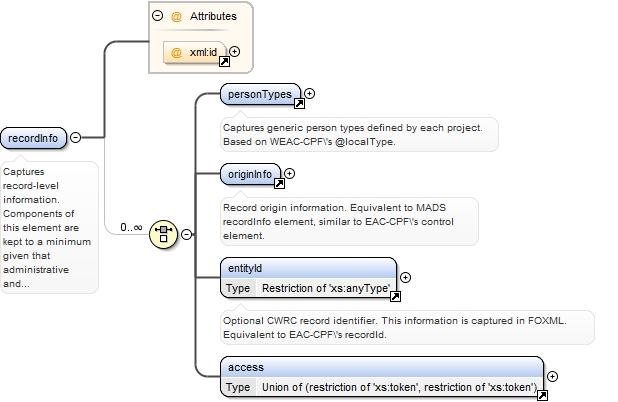 Attributes
@ xml:id
recordInfo
Captures
record-level
information.
Components of
this element are
kept to a minimum
given that
administrative
and...
0..∞
personTypes
Captures generic person types defined by each project.
Based on WEAC-CPF\'s @localType.
originInfo
Record origin information. Equivalent to MADS
recordInfo element, similar to EAC-CPF\'s control
element.
entityId
Type Restriction of 'xs:anyType'
Optional CWRC record identifier. This information is captured in FOXML.
Equivalent to EAC-CPF\'s recordId.
access
Type Union of (restriction of 'xs:token', restriction of 'xs:token')